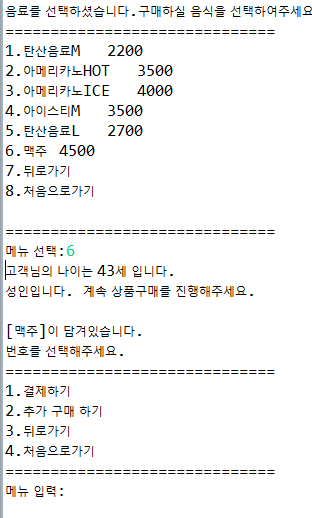 음료를 선택하셨습니다.구매하실 음식을 선택하여주세요
==============================
1.탄산음료M   2200
2.아메리카노HOT   3500
3.아메리카노ICE   4000
4.아이스티M   3500
5.탄산음료L   2700
6.맥주  4500
7.뒤로가기
8.처음으로가기
==============================
메뉴 선택:6
고객님의 나이는 43세 입니다.
성인입니다. 계속 상품구매를 진행해주세요.
[맥주]이 담겨있습니다.
번호를 선택해주세요.
==============================
1.결제하기
2.추가 구매 하기
3.뒤로가기
4.처음으로가기
==============================
메뉴 입력: